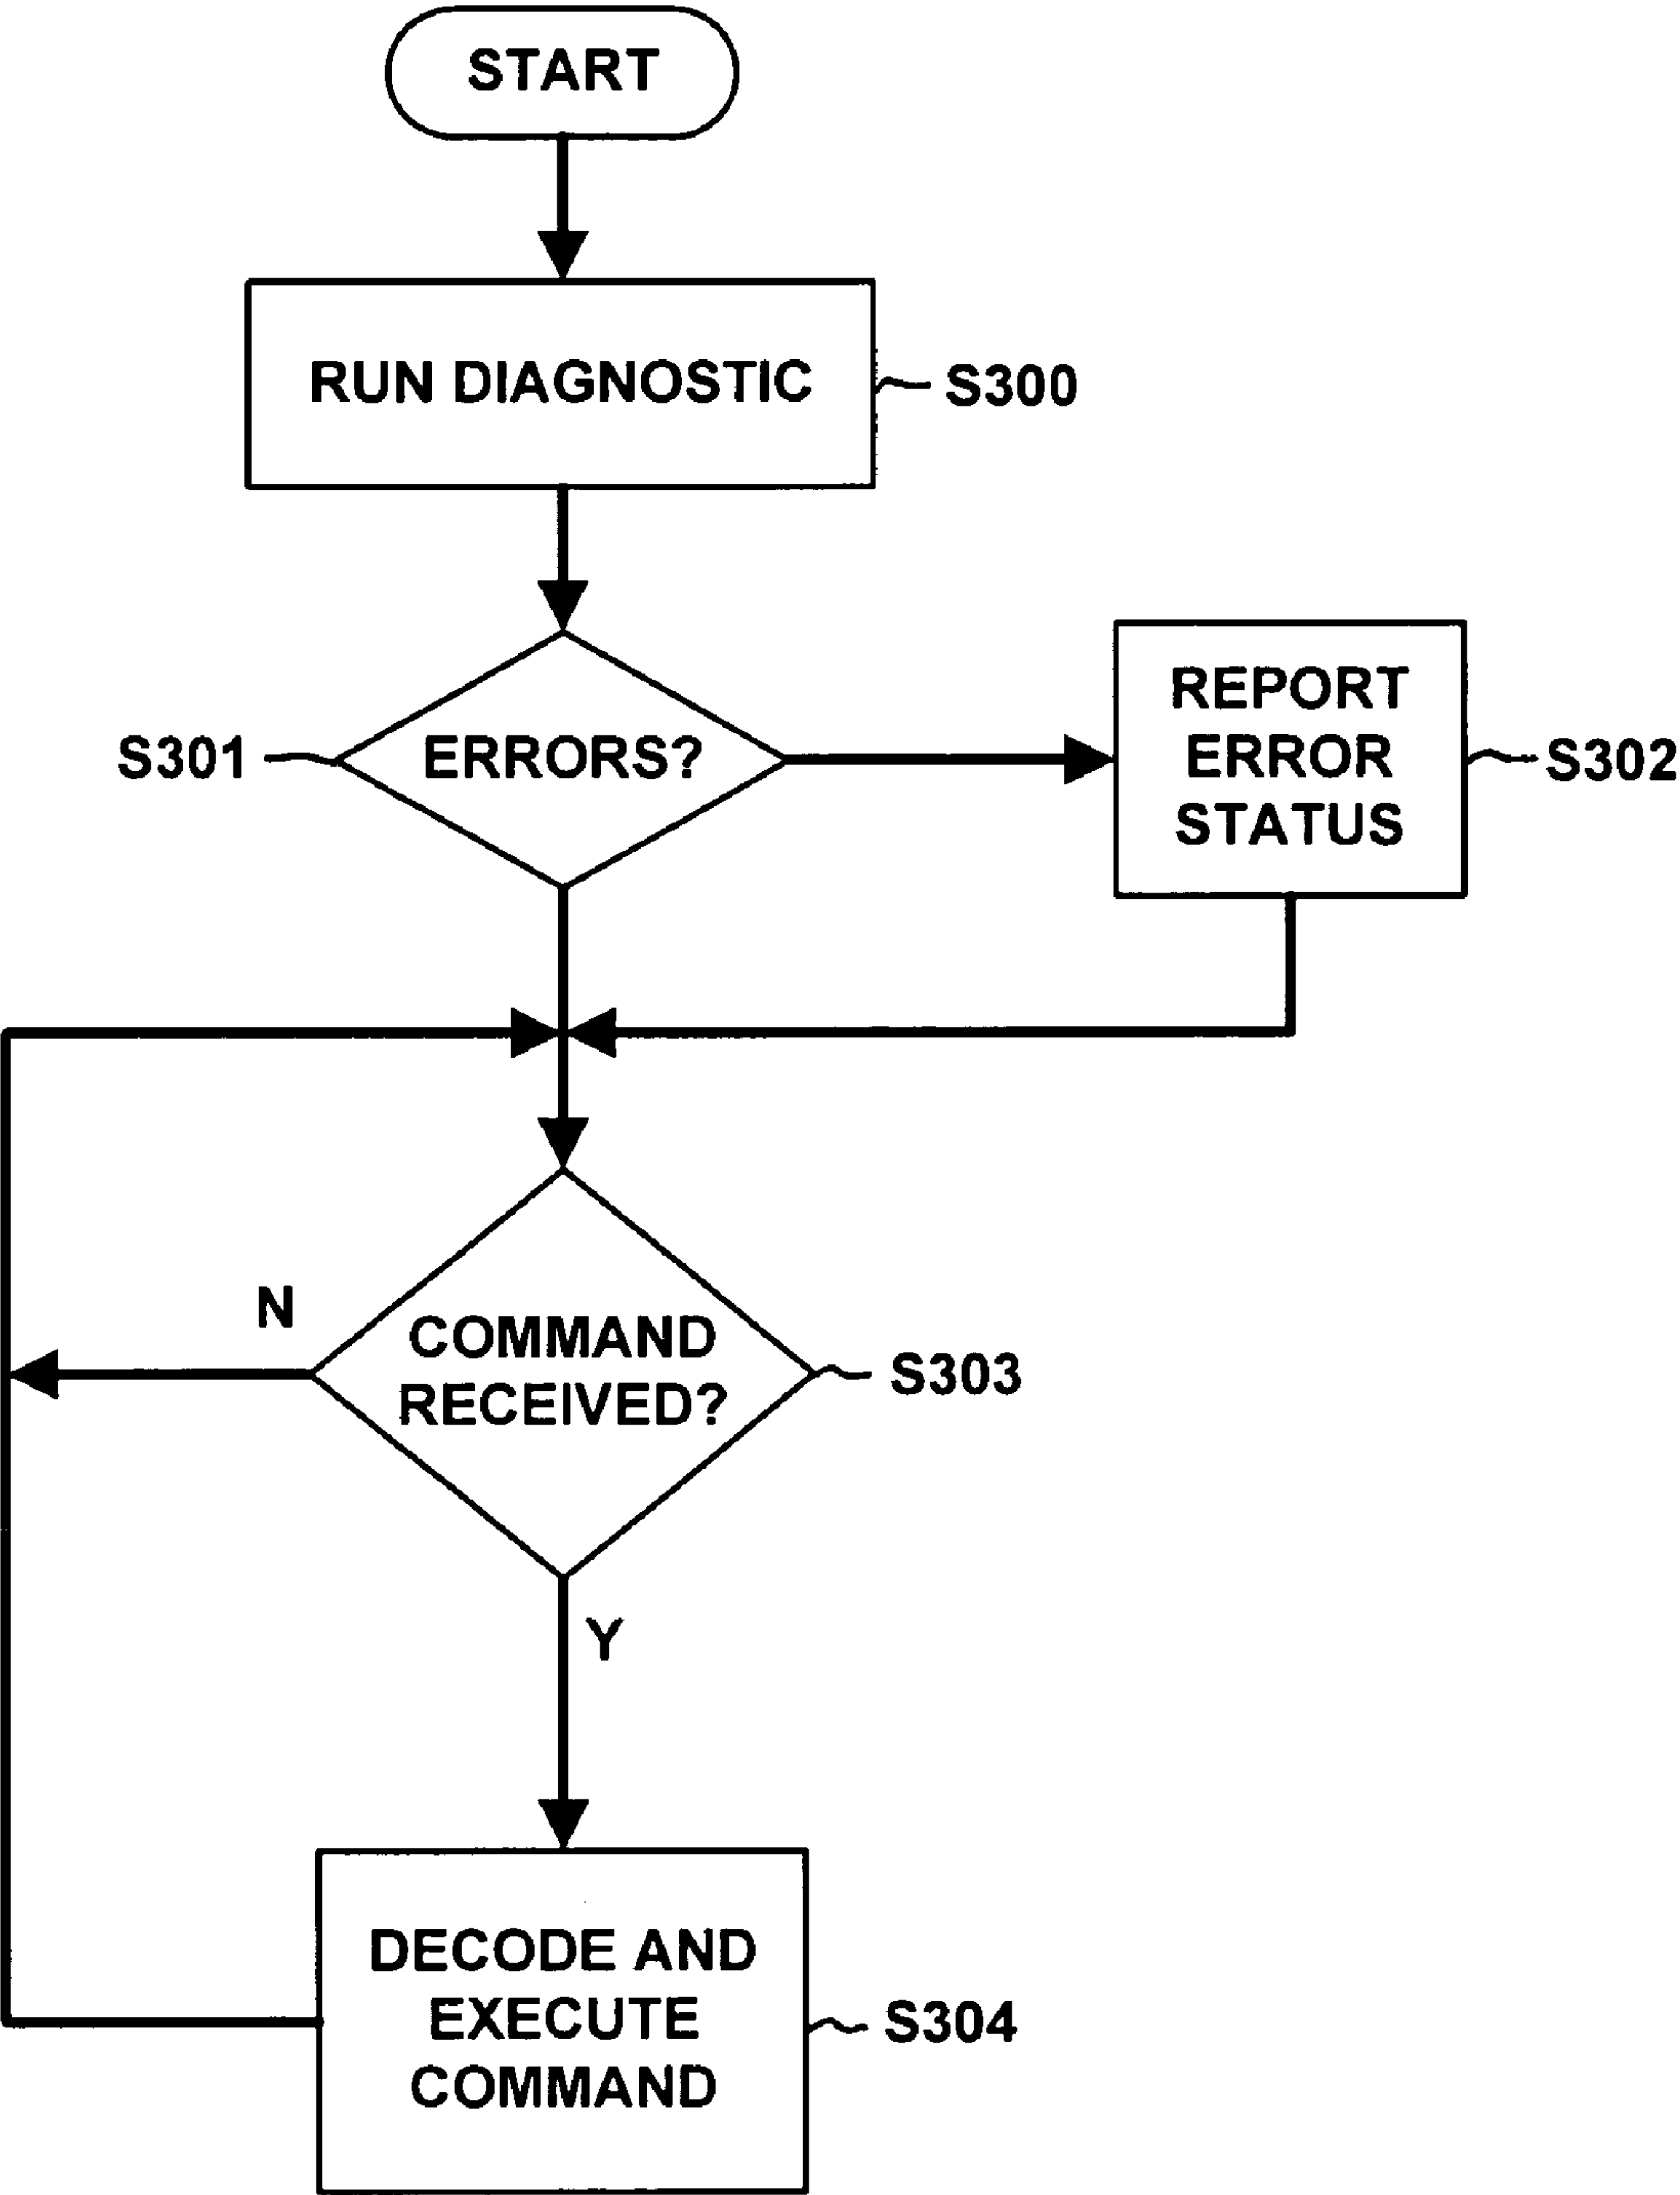 START
RUN DIAGNOSTIC
S300
S301
ERRORS?
REPORT
ERROR
STATUS
S302
N
COMMAND
RECEIVED?
S303
Y
DECODE AND
EXECUTE
COMMAND
S304